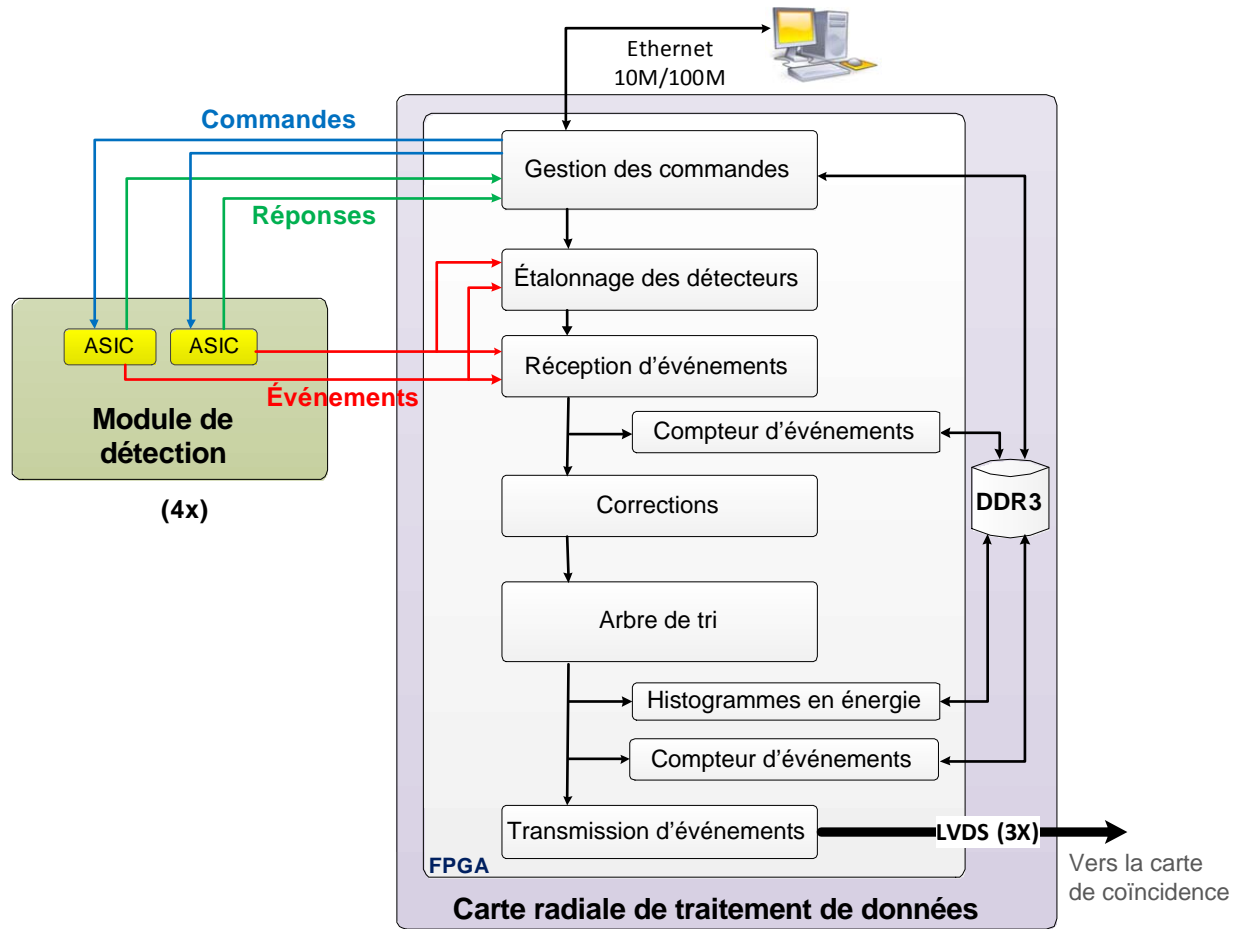 Ethernet
10M/100M
Commandes
Gestion des commandes
Réponses
Étalonnage des détecteurs
ASIC
ASIC
Réception d’événements
Événements
Module de
détection
(4x)
Compteur d’événements
DDR3
Corrections
Arbre de tri
Histogrammes en énergie
Compteur d’événements
Transmission d’événements
LVDS (3X)
FPGA
Vers la carte
de coïncidence
Carte radiale de traitement de données